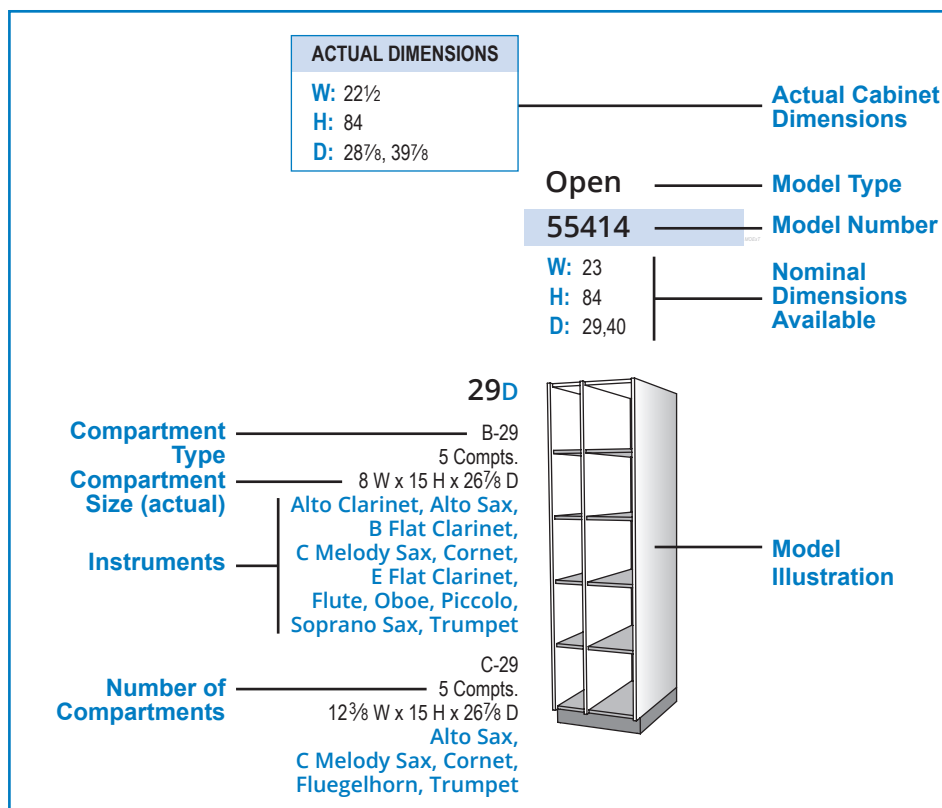 ACTUAL DIMENSIONS
W: 22½
H: 84
D: 28⅞, 39⅞
Actual Cabinet
Dimensions
Open
Model Type
55414
Model Number
W: 23
H: 84
D: 29,40
Nominal
Dimensions
Available
29D
Compartment
Type
B-29
5 Compts.
Compartment
Size (actual)
8 W x 15 H x 26⅞ D
Instruments
Alto Clarinet, Alto Sax,
B Flat Clarinet,
C Melody Sax, Cornet,
E Flat Clarinet,
Flute, Oboe, Piccolo,
Soprano Sax, Trumpet
Model
Illustration
C-29
Number of
Compartments
5 Compts.
12⅜ W x 15 H x 26⅞ D
Alto Sax,
C Melody Sax, Cornet,
Fluegelhorn, Trumpet